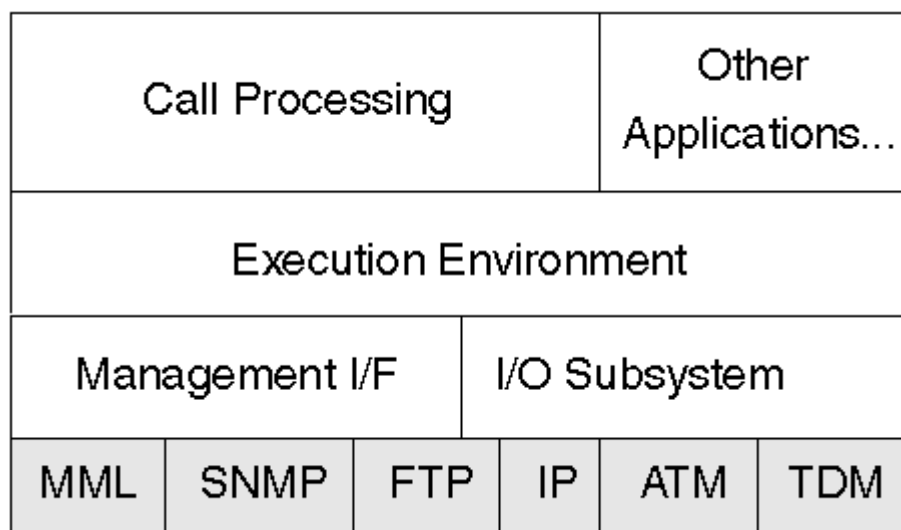 Call Processing
Other
Applications...
Execution Environment
Management I/F
I/O Subsystem
MML
SNMP
FTP
IP
ATM
TDM